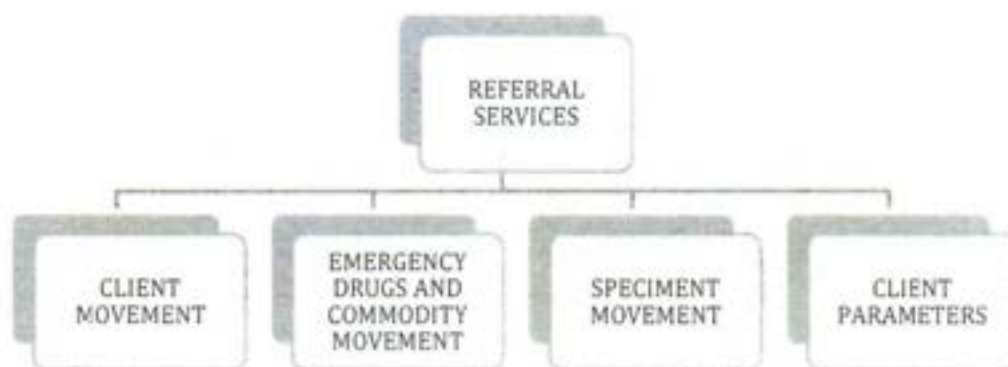 REFERRAL
SERVICES
CLIENT
MOVEMENT
EMERGENCY
DRUGS AND
COMMODITY
MOVEMENT
SPECIMENT
MOVEMENT
CLIENT
PARAMETERS